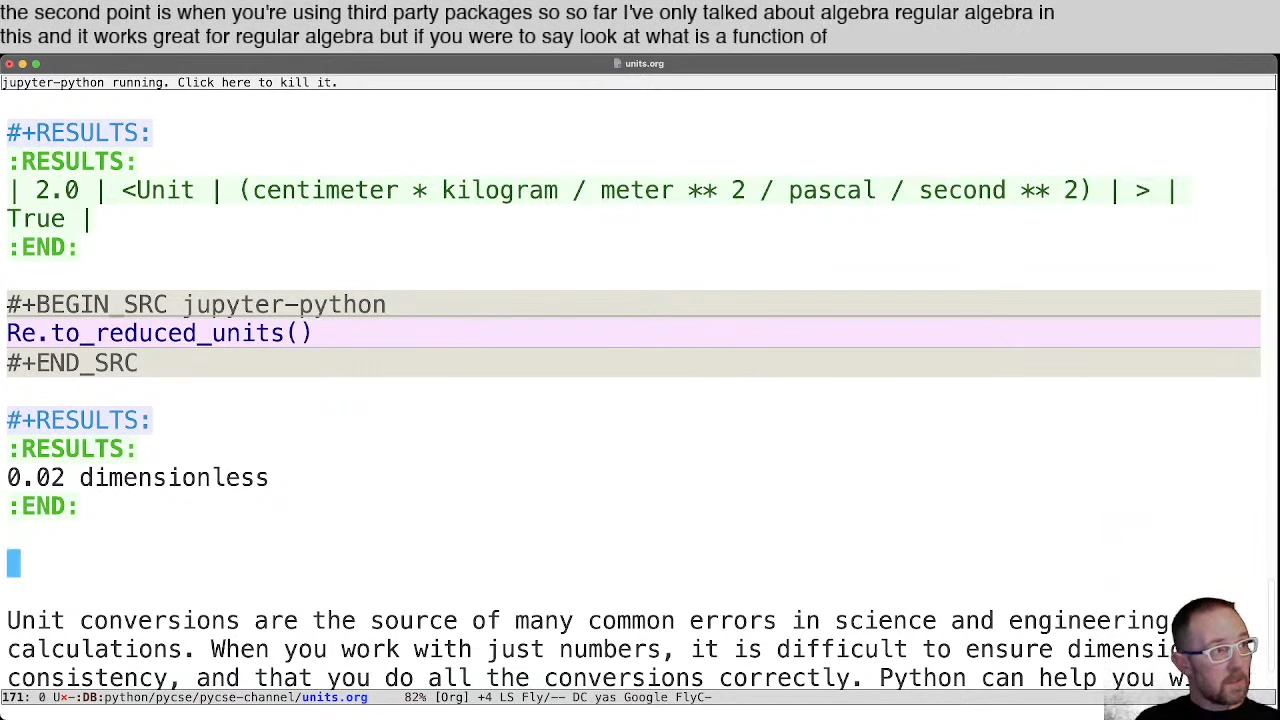 the second point is when you're using third party packages so so far I've only talked about algebra regular algebra in
this and it works great for regular algebra but if you were to say look at what is a function of
units.org
jupyter-python running. Click here to kill it.
#+RESULTS:
:RESULTS:
| 2.0 | <Unit | (centimeter * kilogram / meter ** 2 / pascal / second ** 2) | > |
True |
:END:
#+BEGIN_SRC jupyter-python
Re.to_reduced_units()
#+END_SRC
#+RESULTS:
:RESULTS:
0.02 dimensionless
:END:
Unit conversions are the source of many common errors in science and engineering
calculations. When you work with just numbers, it is difficult to ensure dimensi
consistency, and that you do all the conversions correctly. Python can help you w
171: 0 U×-:DB:python/pycse/pycse-channel/units.org 82% [Org] +4 LS Fly/-- DC yas Google FlyC-